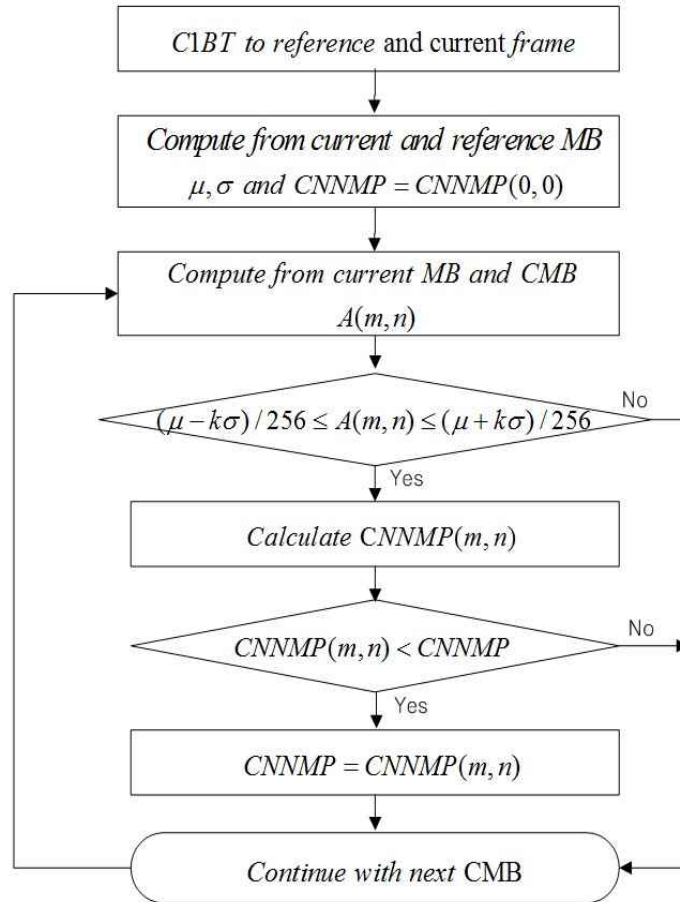 C1BT to reference and current frame
Compute from current and reference MB
μ, σ and CNNMP = CNNMP(0, 0)
Compute from current MB and CMB
A(m, n)
(μ − kσ) / 256 ≤ A(m, n) ≤ (μ + kσ) / 256
No
Yes
Calculate CNNMP(m, n)
CNNMP(m, n) < CNNMP
No
Yes
CNNMP = CNNMP(m, n)
Continue with next CMB